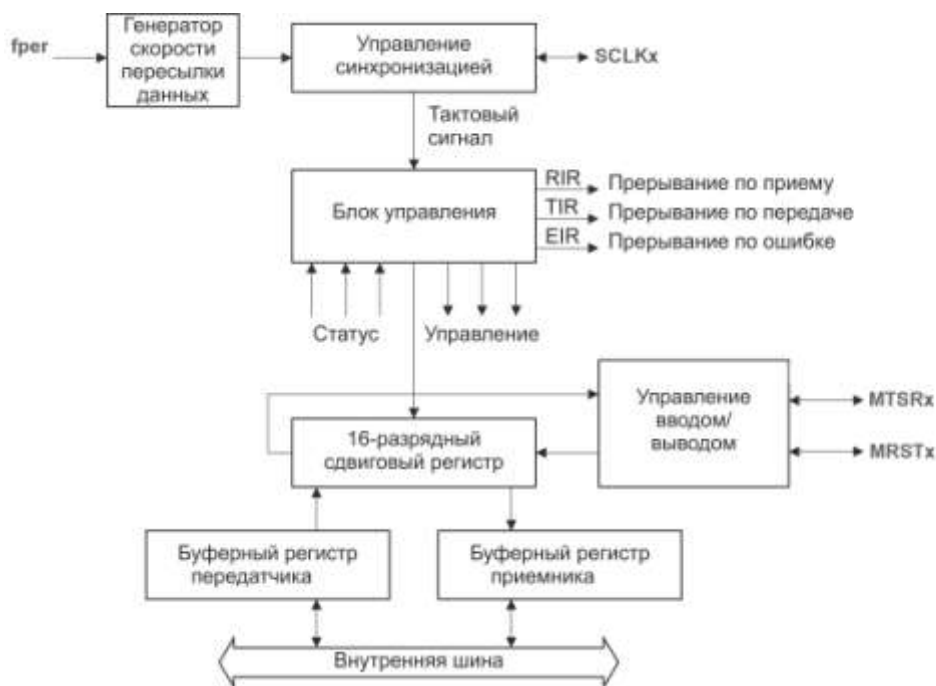 fper
Генератор
скорости
пересылки
данных
Управление
синхронизацией
SCLKx
Тактовый
сигнал
Блок управления
RIR
Прерывание по приему
TIR
Прерывание по передаче
EIR
Прерывание по ошибке
Статус
Управление
Управление
вводом/
выводом
MTSRx
MRSTx
16-разрядный
сдвиговый регистр
Буферный регистр
передатчика
Буферный регистр
приемника
Внутренняя шина